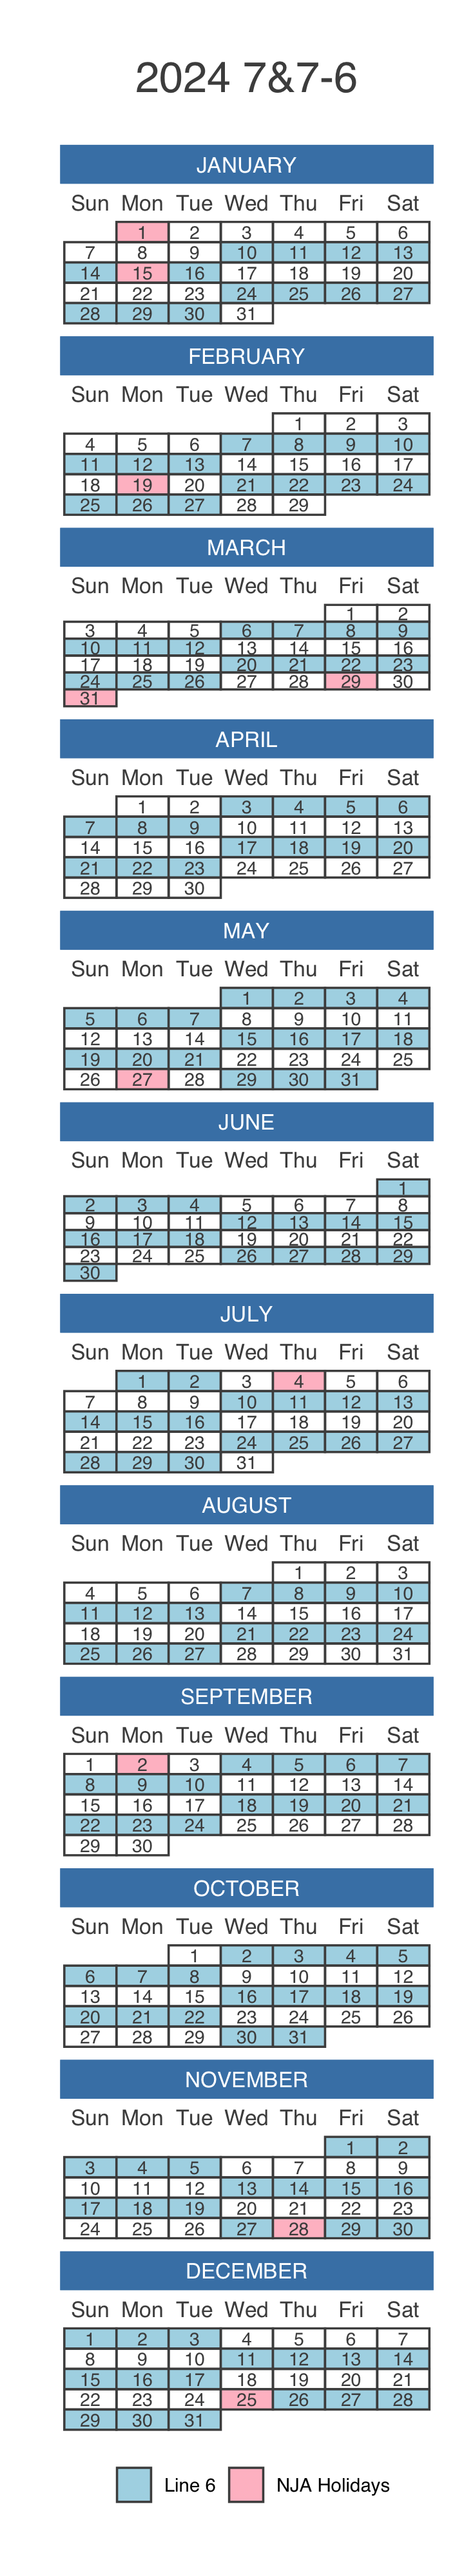 2024 7&7-6
JANUARY
Sun Mon Tue Wed Thu Fri Sat
1 2 3 4 5 6
7 8 9 10 11 12 13
14 15 16 17 18 19 20
21 22 23 24 25 26 27
28 29 30 31
FEBRUARY
Sun Mon Tue Wed Thu Fri Sat
1 2 3
4 5 6 7 8 9 10
11 12 13 14 15 16 17
18 19 20 21 22 23 24
25 26 27 28 29
MARCH
Sun Mon Tue Wed Thu Fri Sat
1 2
3 4 5 6 7 8 9
10 11 12 13 14 15 16
17 18 19 20 21 22 23
24 25 26 27 28 29 30
31
APRIL
Sun Mon Tue Wed Thu Fri Sat
1 2 3 4 5 6
7 8 9 10 11 12 13
14 15 16 17 18 19 20
21 22 23 24 25 26 27
28 29 30
MAY
Sun Mon Tue Wed Thu Fri Sat
1 2 3 4
5 6 7 8 9 10 11
12 13 14 15 16 17 18
19 20 21 22 23 24 25
26 27 28 29 30 31
JUNE
Sun Mon Tue Wed Thu Fri Sat
1
2 3 4 5 6 7 8
9 10 11 12 13 14 15
16 17 18 19 20 21 22
23 24 25 26 27 28 29
30
JULY
Sun Mon Tue Wed Thu Fri Sat
1 2 3 4 5 6
7 8 9 10 11 12 13
14 15 16 17 18 19 20
21 22 23 24 25 26 27
28 29 30 31
AUGUST
Sun Mon Tue Wed Thu Fri Sat
1 2 3
4 5 6 7 8 9 10
11 12 13 14 15 16 17
18 19 20 21 22 23 24
25 26 27 28 29 30 31
SEPTEMBER
Sun Mon Tue Wed Thu Fri Sat
1 2 3 4 5 6 7
8 9 10 11 12 13 14
15 16 17 18 19 20 21
22 23 24 25 26 27 28
29 30
OCTOBER
Sun Mon Tue Wed Thu Fri Sat
1 2 3 4 5
6 7 8 9 10 11 12
13 14 15 16 17 18 19
20 21 22 23 24 25 26
27 28 29 30 31
NOVEMBER
Sun Mon Tue Wed Thu Fri Sat
1 2
3 4 5 6 7 8 9
10 11 12 13 14 15 16
17 18 19 20 21 22 23
24 25 26 27 28 29 30
DECEMBER
Sun Mon Tue Wed Thu Fri Sat
1 2 3 4 5 6 7
8 9 10 11 12 13 14
15 16 17 18 19 20 21
22 23 24 25 26 27 28
29 30 31
Line 6 NJA Holidays